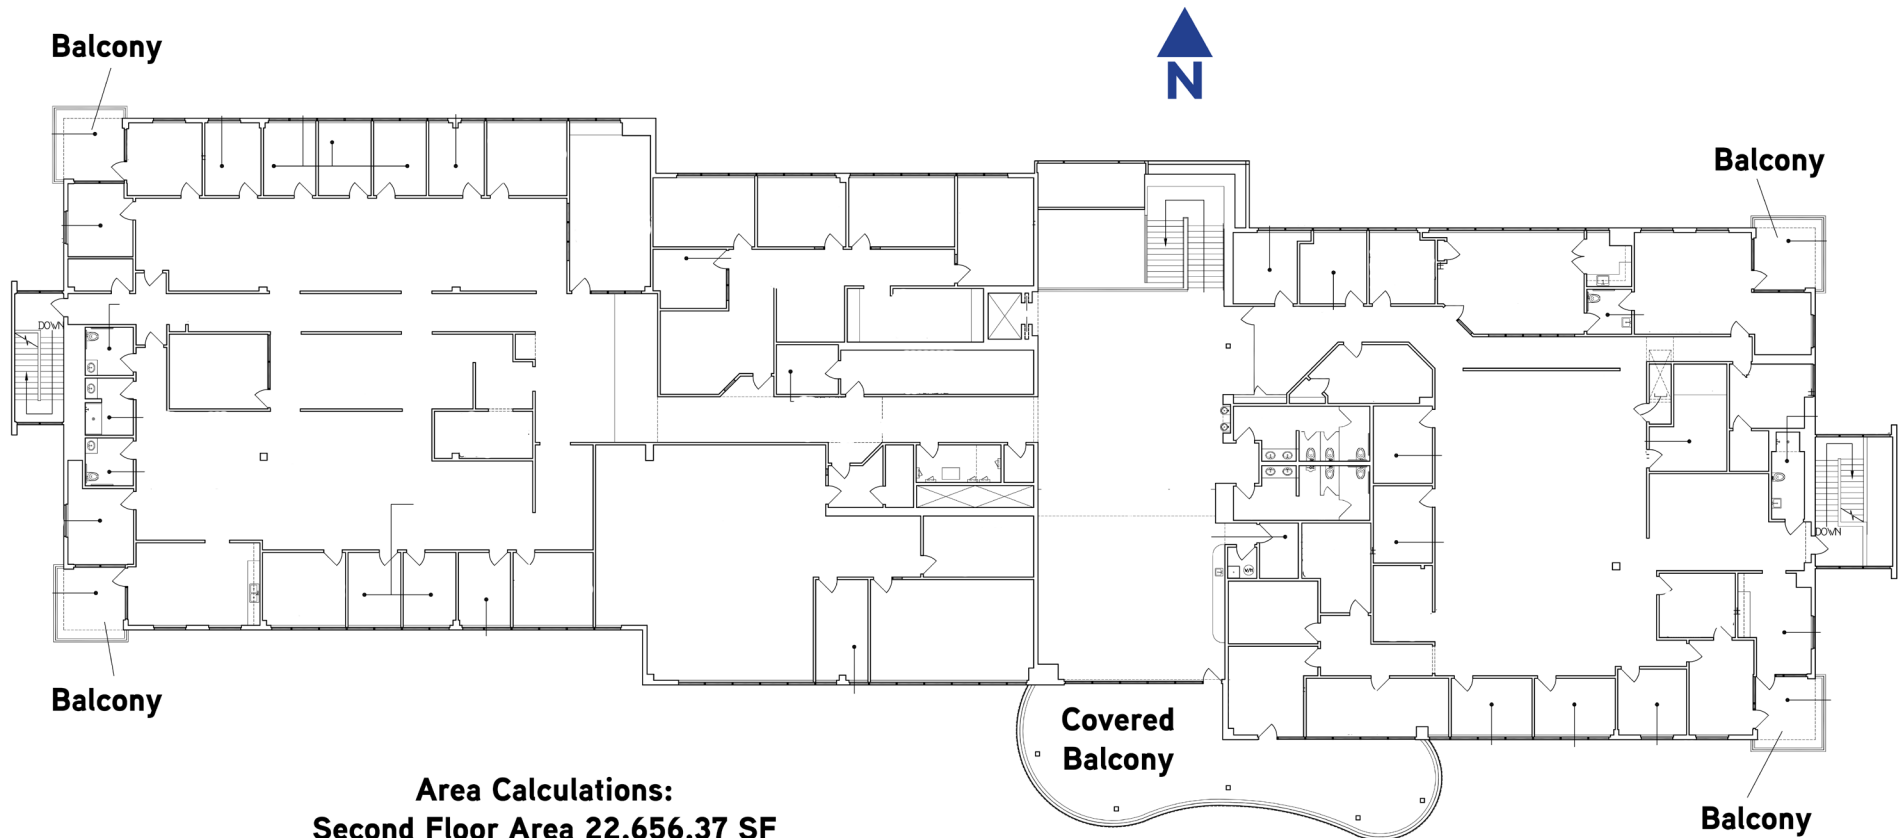 Balcony
N
Balcony
DOWN
DOWN
Balcony
Covered
Balcony
Area Calculations:
Second Floor Area 22,656.37 SF
Balcony